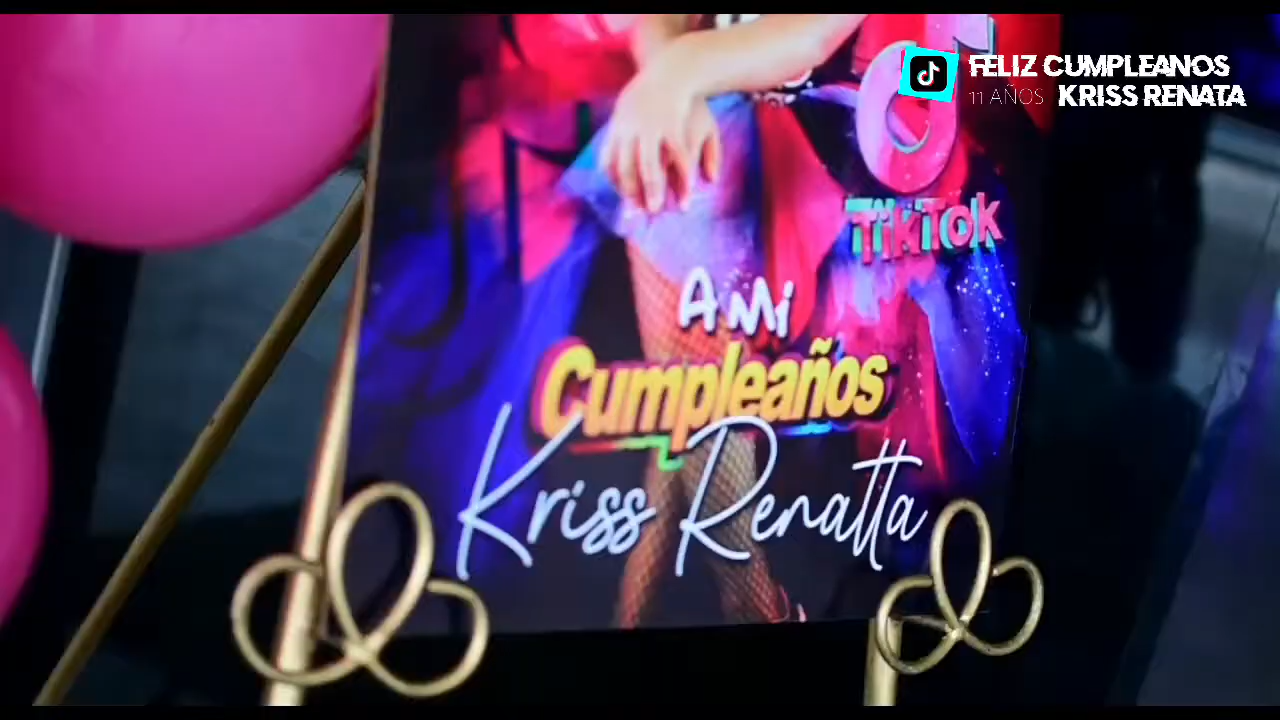 FELIZ CUMPLEANOS
11 AÑOS KRISS RENATA
TikTok
A Mi
Cumpleaños
Kriss Renatta